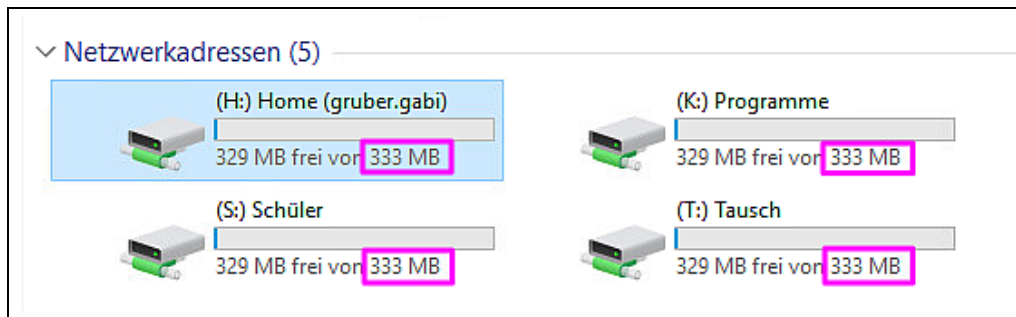 Netzwerkadressen (5)
(H:) Home (gruber.gabi)
329 MB frei von 333 MB
(K:) Programme
329 MB frei von 333 MB
(S:) Schüler
329 MB frei von 333 MB
(T:) Tausch
329 MB frei von 333 MB